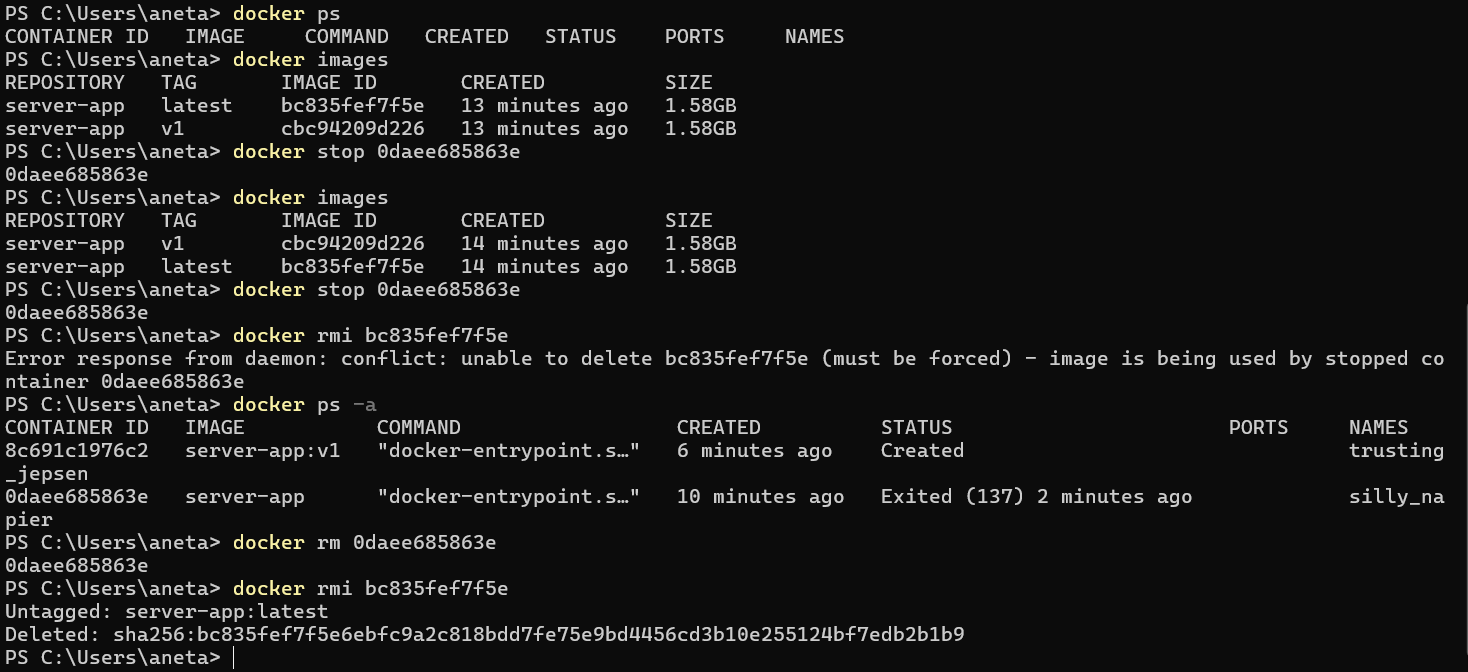 PS C:\Users\aneta> docker ps
CONTAINER ID   IMAGE     COMMAND   CREATED   STATUS    PORTS     NAMES
PS C:\Users\aneta> docker images
REPOSITORY   TAG       IMAGE ID       CREATED          SIZE
server-app   latest    bc835fef7f5e   13 minutes ago   1.58GB
server-app   v1        cbc94209d226   13 minutes ago   1.58GB
PS C:\Users\aneta> docker stop 0daee685863e
0daee685863e
PS C:\Users\aneta> docker images
REPOSITORY   TAG       IMAGE ID       CREATED          SIZE
server-app   v1        cbc94209d226   14 minutes ago   1.58GB
server-app   latest    bc835fef7f5e   14 minutes ago   1.58GB
PS C:\Users\aneta> docker stop 0daee685863e
0daee685863e
PS C:\Users\aneta> docker rmi bc835fef7f5e
Error response from daemon: conflict: unable to delete bc835fef7f5e (must be forced) - image is being used by stopped co
ntainer 0daee685863e
PS C:\Users\aneta> docker ps -a
CONTAINER ID   IMAGE           COMMAND                  CREATED          STATUS                       PORTS     NAMES
8c691c1976c2   server-app:v1   "docker-entrypoint.s…"   6 minutes ago    Created                                trusting
_jepsen
0daee685863e   server-app      "docker-entrypoint.s…"   10 minutes ago   Exited (137) 2 minutes ago             silly_na
pier
PS C:\Users\aneta> docker rm 0daee685863e
0daee685863e
PS C:\Users\aneta> docker rmi bc835fef7f5e
Untagged: server-app:latest
Deleted: sha256:bc835fef7f5e6ebfc9a2c818bdd7fe75e9bd4456cd3b10e255124bf7edb2b1b9
PS C:\Users\aneta>